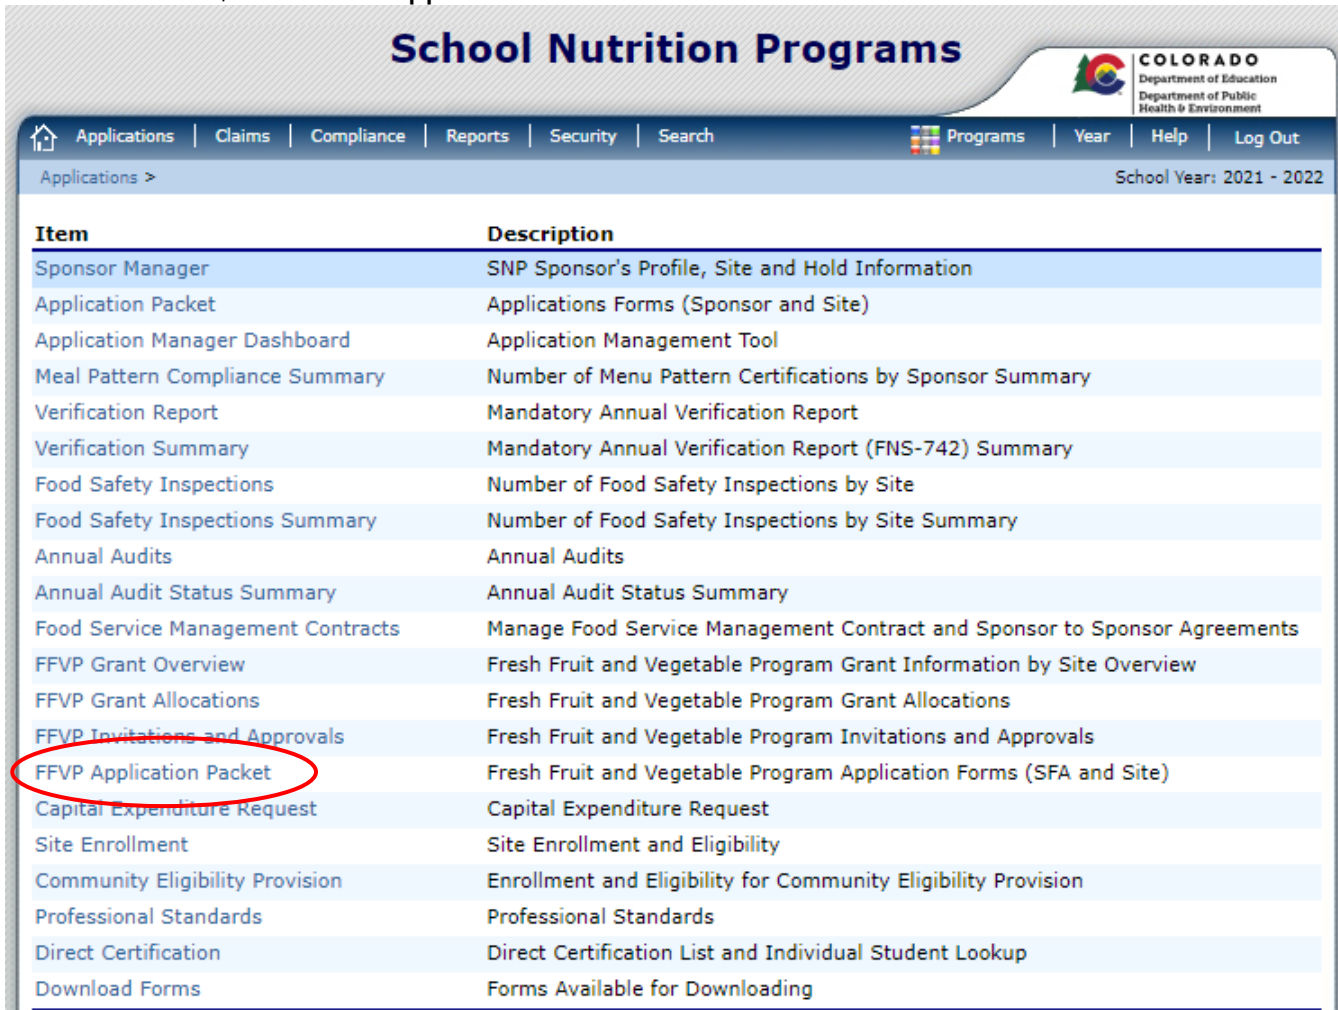 School Nutrition Programs
COLORADO
Department of Education
Department of Public
Health & Environment
Applications | Claims | Compliance | Reports | Security | Search Programs | Year | Help | Log Out
Applications > School Year: 2021 - 2022
Item Description
Sponsor Manager SNP Sponsor's Profile, Site and Hold Information
Application Packet Applications Forms (Sponsor and Site)
Application Manager Dashboard Application Management Tool
Meal Pattern Compliance Summary Number of Menu Pattern Certifications by Sponsor Summary
Verification Report Mandatory Annual Verification Report
Verification Summary Mandatory Annual Verification Report (FNS-742) Summary
Food Safety Inspections Number of Food Safety Inspections by Site
Food Safety Inspections Summary Number of Food Safety Inspections by Site Summary
Annual Audits Annual Audits
Annual Audit Status Summary Annual Audit Status Summary
Food Service Management Contracts Manage Food Service Management Contract and Sponsor to Sponsor Agreements
FFVP Grant Overview Fresh Fruit and Vegetable Program Grant Information by Site Overview
FFVP Grant Allocations Fresh Fruit and Vegetable Program Grant Allocations
FFVP Invitations and Approvals Fresh Fruit and Vegetable Program Invitations and Approvals
FFVP Application Packet Fresh Fruit and Vegetable Program Application Forms (SFA and Site)
Capital Expenditure Request Capital Expenditure Request
Site Enrollment Site Enrollment and Eligibility
Community Eligibility Provision Enrollment and Eligibility for Community Eligibility Provision
Professional Standards Professional Standards
Direct Certification Direct Certification List and Individual Student Lookup
Download Forms Forms Available for Downloading